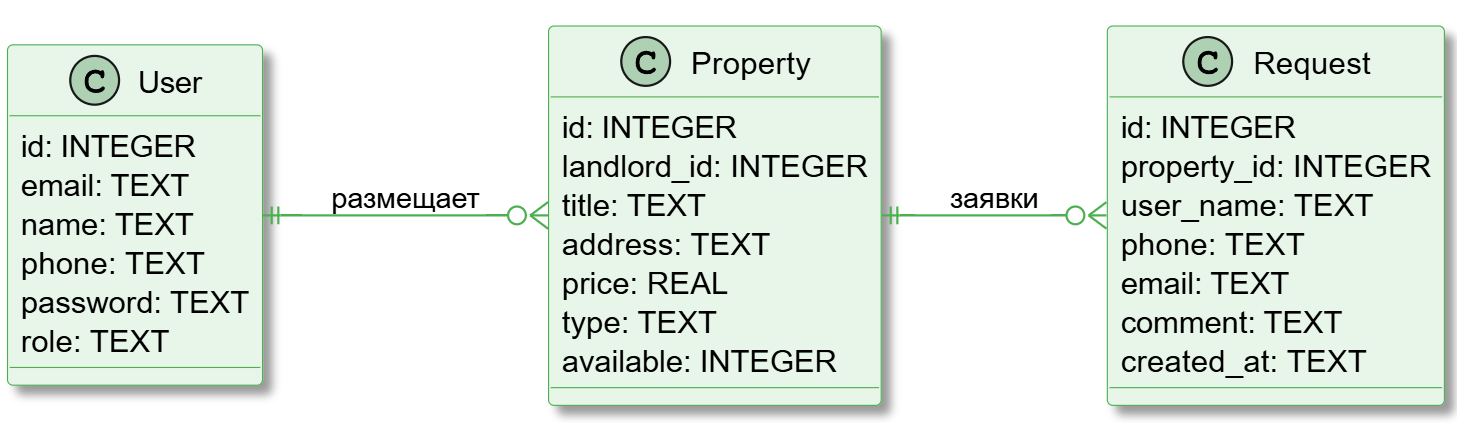 C User
id: INTEGER
email: TEXT
name: TEXT
phone: TEXT
password: TEXT
role: TEXT
размещает
C Property
id: INTEGER
landlord_id: INTEGER
title: TEXT
address: TEXT
price: REAL
type: TEXT
available: INTEGER
заявки
C Request
id: INTEGER
property_id: INTEGER
user_name: TEXT
phone: TEXT
email: TEXT
comment: TEXT
created_at: TEXT